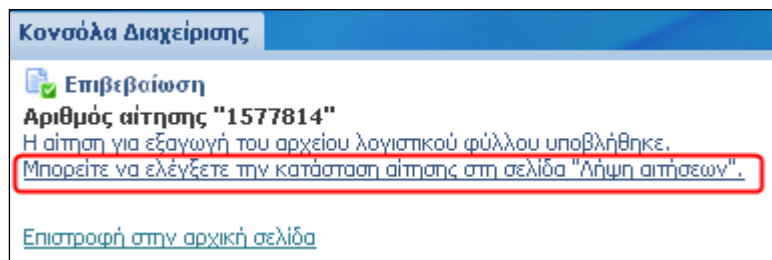 Κονσόλα Διαχείρισης
Επιβεβαίωση
Αριθμός αίτησης "1577814"
Η αίτηση για εξαγωγή του αρχείου λογιστικού φύλλου υποβλήθηκε.
Μπορείτε να ελέγξετε την κατάσταση αίτησης στη σελίδα "Λήψη αιτήσεων".
Επιστροφή στην αρχική σελίδα